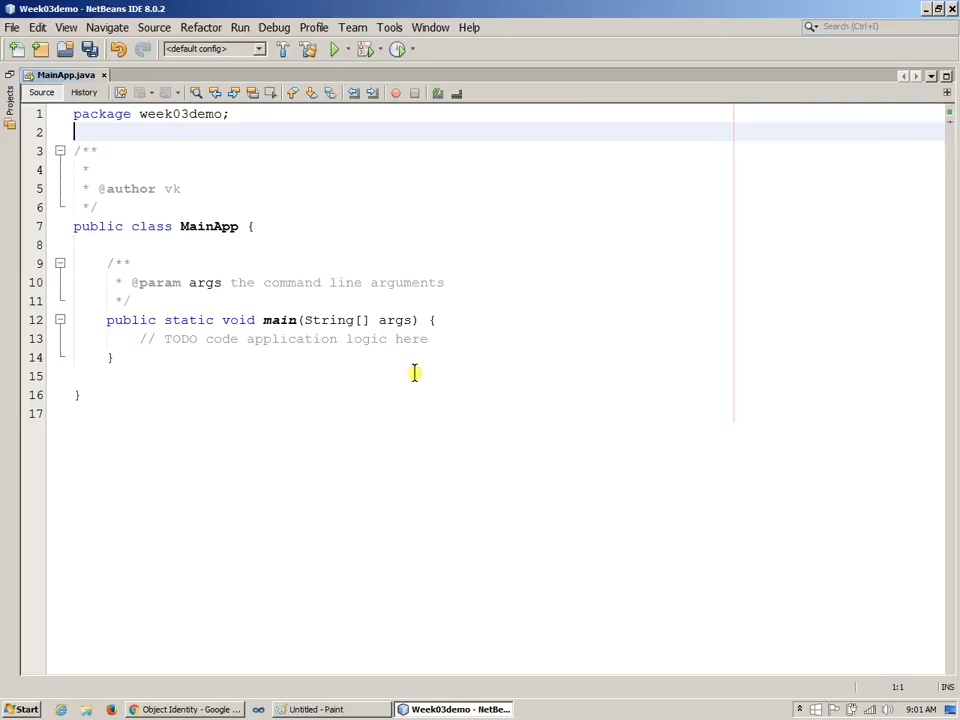 Week03demo - NetBeans IDE 8.0.2
File Edit View Navigate Source Refactor Run Debug Profile Team Tools Window Help
Search (Ctrl+I)
<default config>
MainApp.java
Projects
Source History
1 package week03demo;
2
3 /**
4 *
5 * @author vk
6 */
7 public class MainApp {
8
9 /**
10 * @param args the command line arguments
11 */
12 public static void main(String[] args) {
13 // TODO code application logic here
14 }
15
16 }
17
1:1 INS
Start Object Identity - Google ... Untitled - Paint Week03demo - NetBe... 9:01 AM